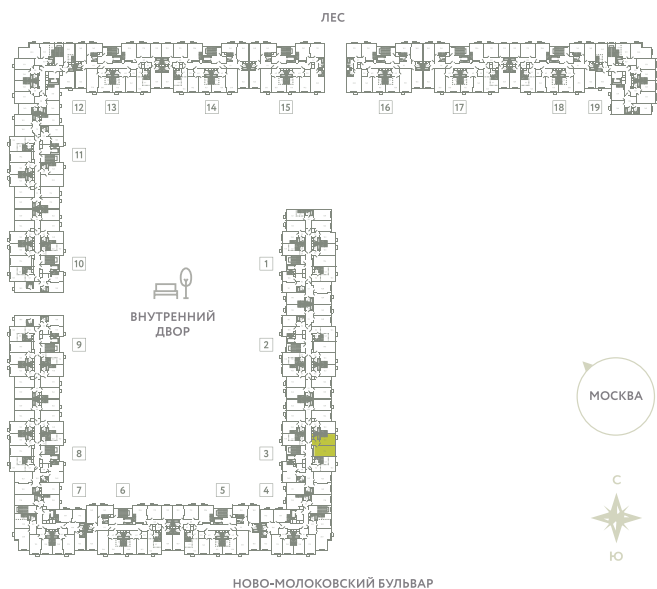 ЛЕС
12 13 14 15 16 17 18 19
11
10 1
ВНУТРЕННИЙ
ДВОР
9 2
МОСКВА
8 3
7 6 5 4
С
Ю
НОВО-МОЛОКОВСКИЙ БУЛЬВАР